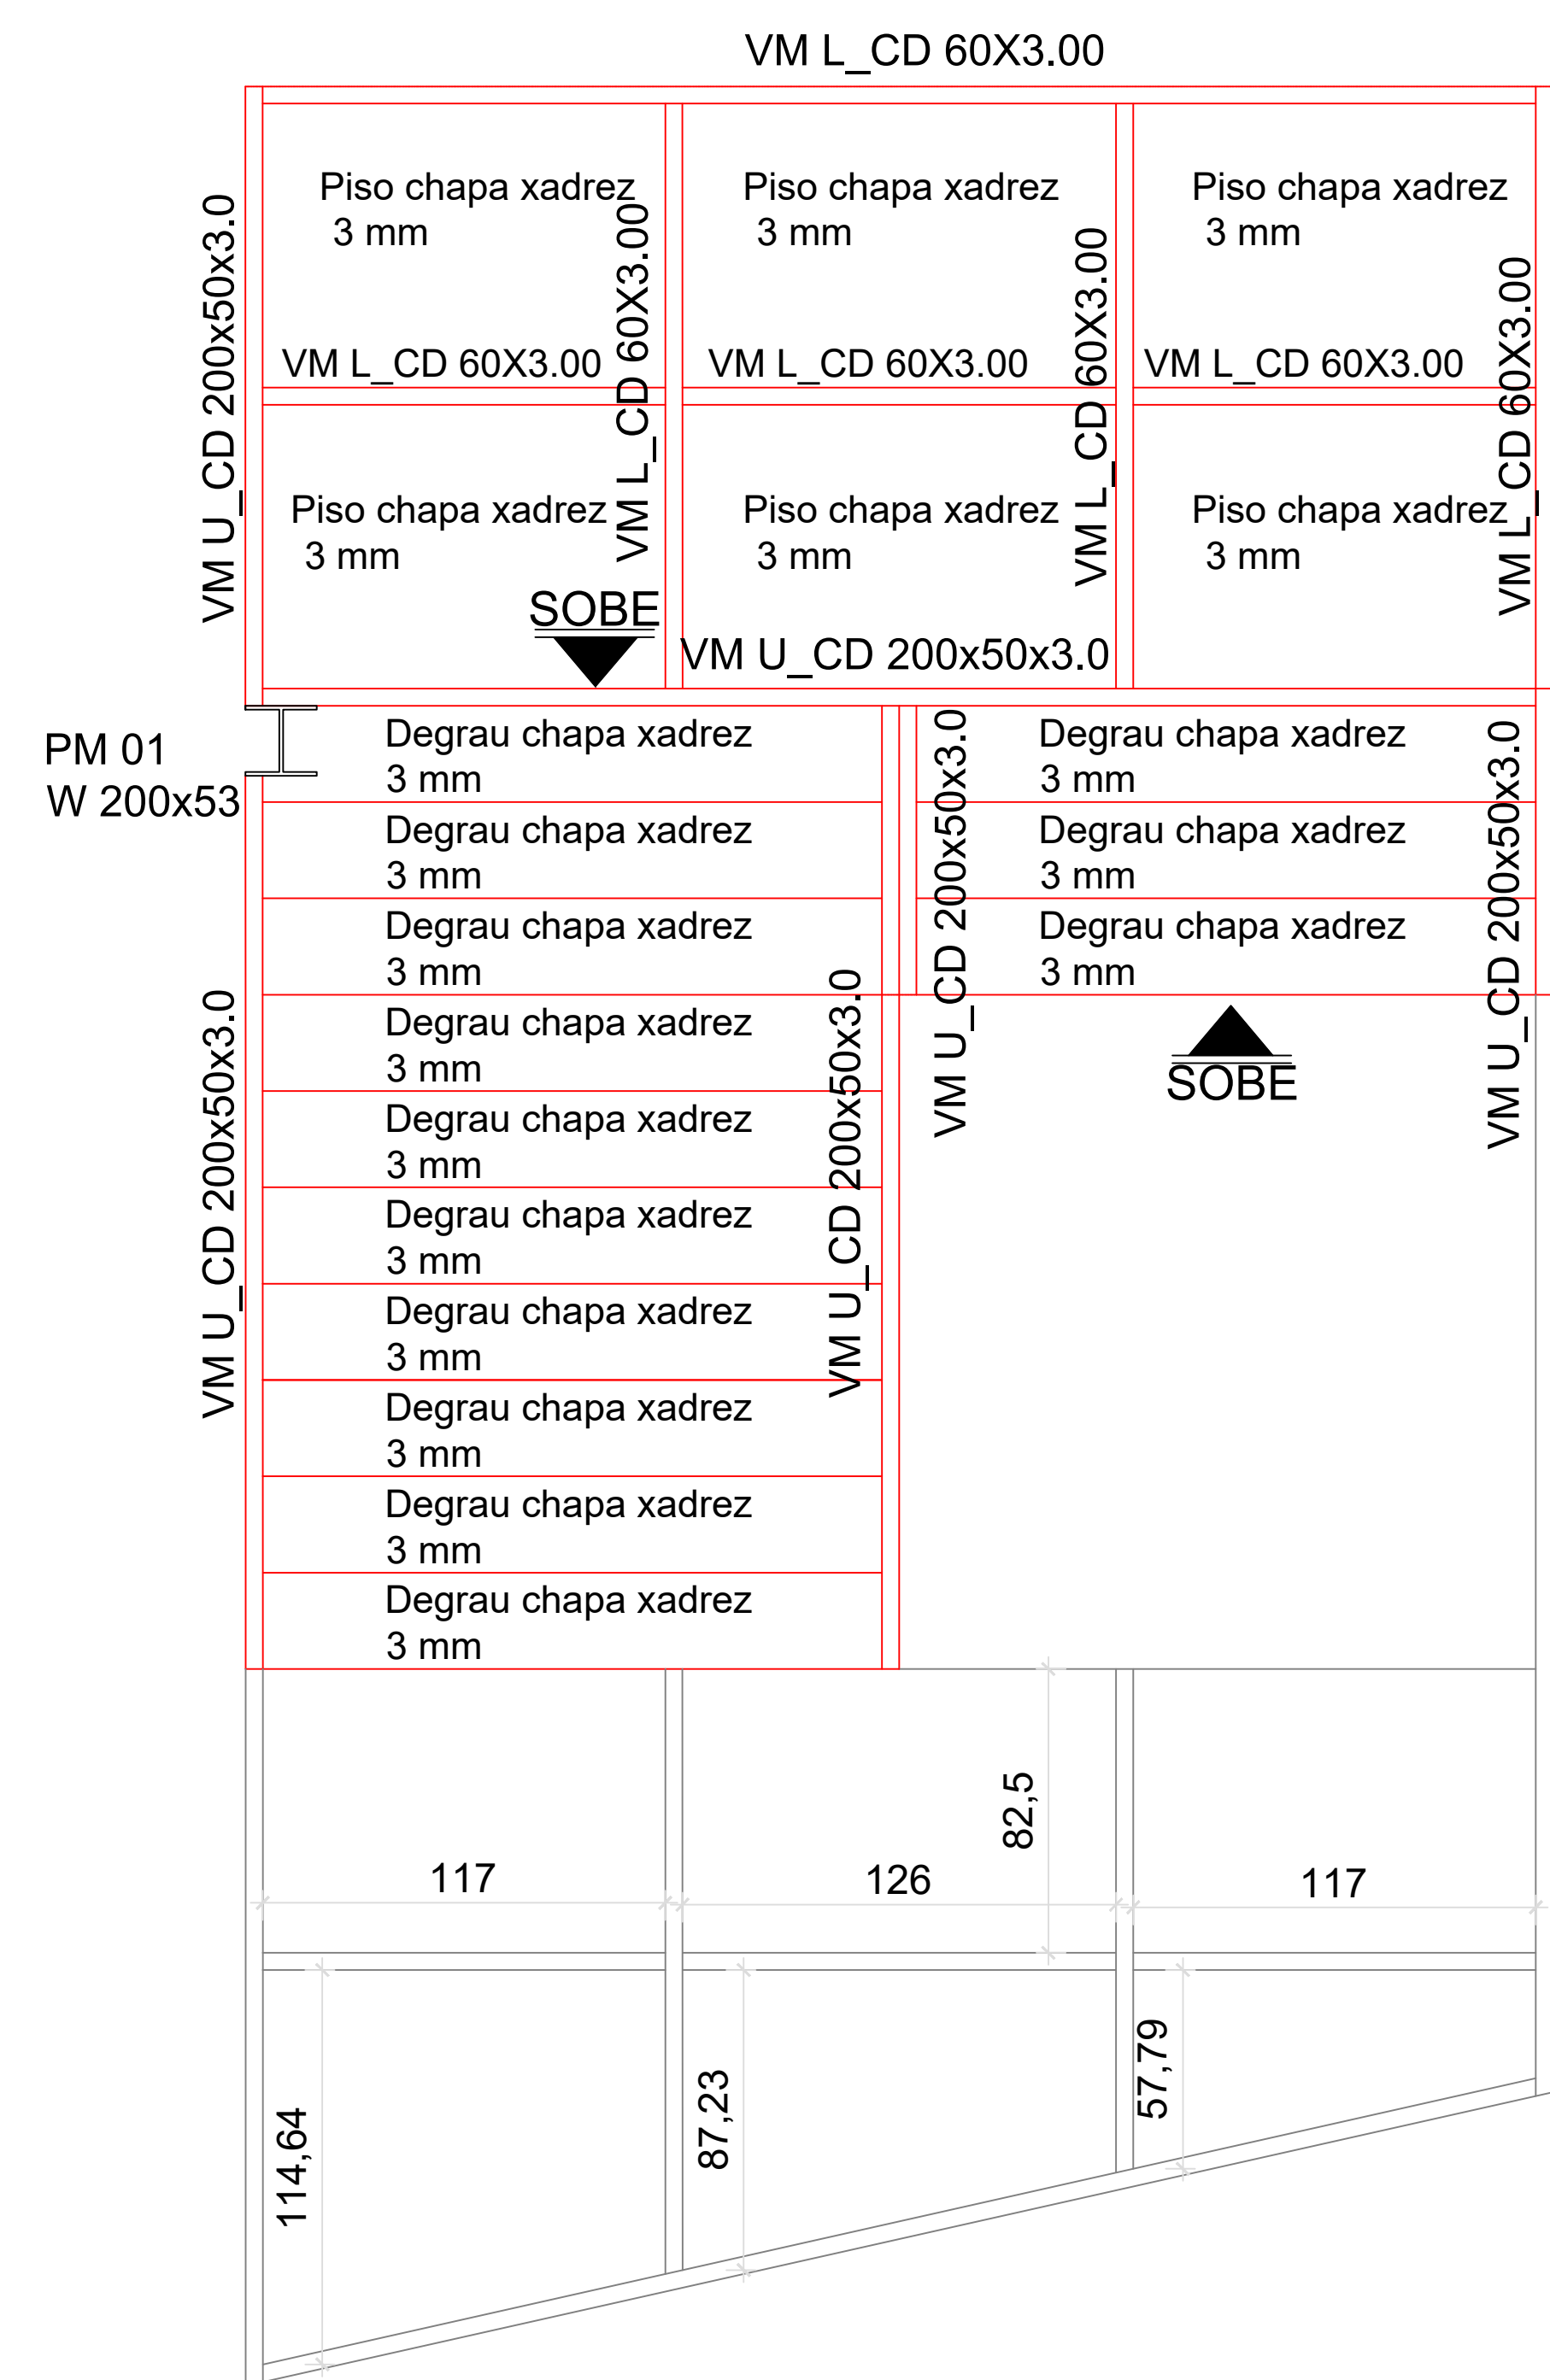 VM L_CD 60X3.00
Piso chapa xadrez
3 mm
Piso chapa xadrez
3 mm
Piso chapa xadrez
3 mm
VM U_CD 200x50x3.0
VM L_CD 60X3.00
VM L_CD 60X3.00
VM L_CD 60X3.00
VM L_CD 60X3.00
VM L_CD 60X3.00
VM L_CD 60X3.00
Piso chapa xadrez
3 mm
Piso chapa xadrez
3 mm
Piso chapa xadrez
3 mm
SOBE
VM U_CD 200x50x3.0
PM 01
W 200x53
Degrau chapa xadrez
3 mm
Degrau chapa xadrez
3 mm
Degrau chapa xadrez
3 mm
Degrau chapa xadrez
3 mm
Degrau chapa xadrez
3 mm
Degrau chapa xadrez
3 mm
VM U_CD 200x50x3.0
VM U_CD 200x50x3.0
SOBE
VM U_CD 200x50x3.0
VM U_CD 200x50x3.0
Degrau chapa xadrez
3 mm
Degrau chapa xadrez
3 mm
Degrau chapa xadrez
3 mm
Degrau chapa xadrez
3 mm
Degrau chapa xadrez
3 mm
Degrau chapa xadrez
3 mm
Degrau chapa xadrez
3 mm
82,5
117
126
117
114,64
87,23
57,79